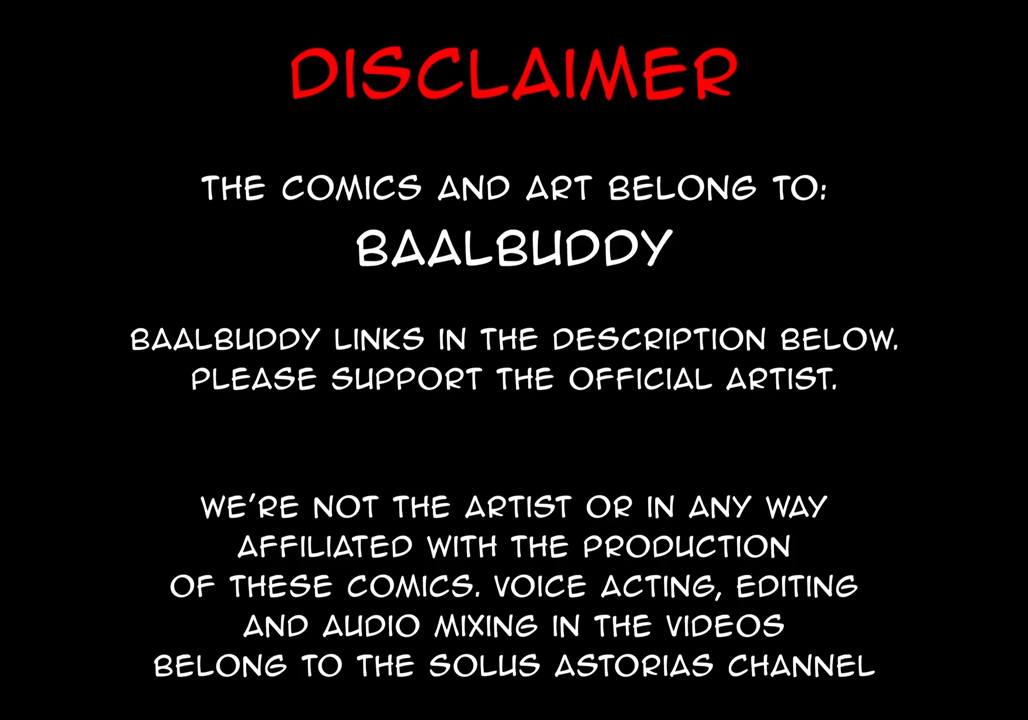 DISCLAIMER
THE COMICS AND ART BELONG TO:
BAALBUDDY
BAALBUDDY LINKS IN THE DESCRIPTION BELOW.
PLEASE SUPPORT THE OFFICIAL ARTIST.
WE'RE NOT THE ARTIST OR IN ANY WAY
AFFILIATED WITH THE PRODUCTION
OF THESE COMICS. VOICE ACTING, EDITING
AND AUDIO MIXING IN THE VIDEOS
BELONG TO THE SOLUS ASTORIAS CHANNEL